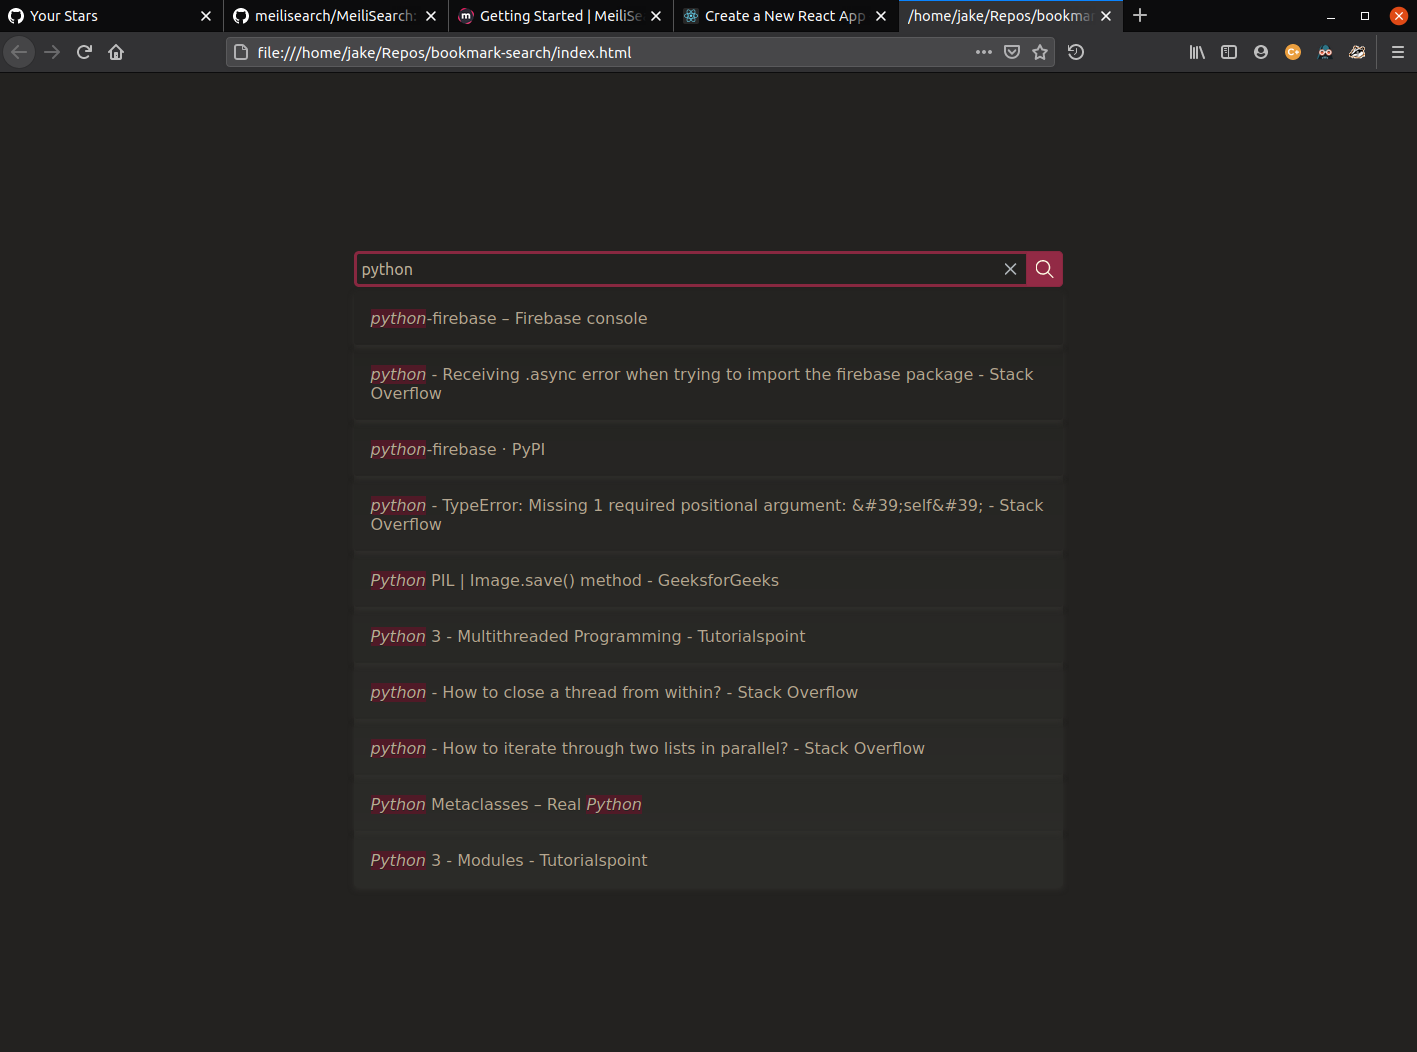 Your Stars
meilisearch/MeiliSearch:
Getting Started | MeiliSe
Create a New React App
/home/jake/Repos/bookma
file:///home/jake/Repos/bookmark-search/index.html
python
python-firebase – Firebase console
python - Receiving .async error when trying to import the firebase package - Stack
Overflow
python-firebase · PyPI
python - TypeError: Missing 1 required positional argument: &#39;self&#39; - Stack
Overflow
Python PIL | Image.save() method - GeeksforGeeks
Python 3 - Multithreaded Programming - Tutorialspoint
python - How to close a thread from within? - Stack Overflow
python - How to iterate through two lists in parallel? - Stack Overflow
Python Metaclasses – Real Python
Python 3 - Modules - Tutorialspoint